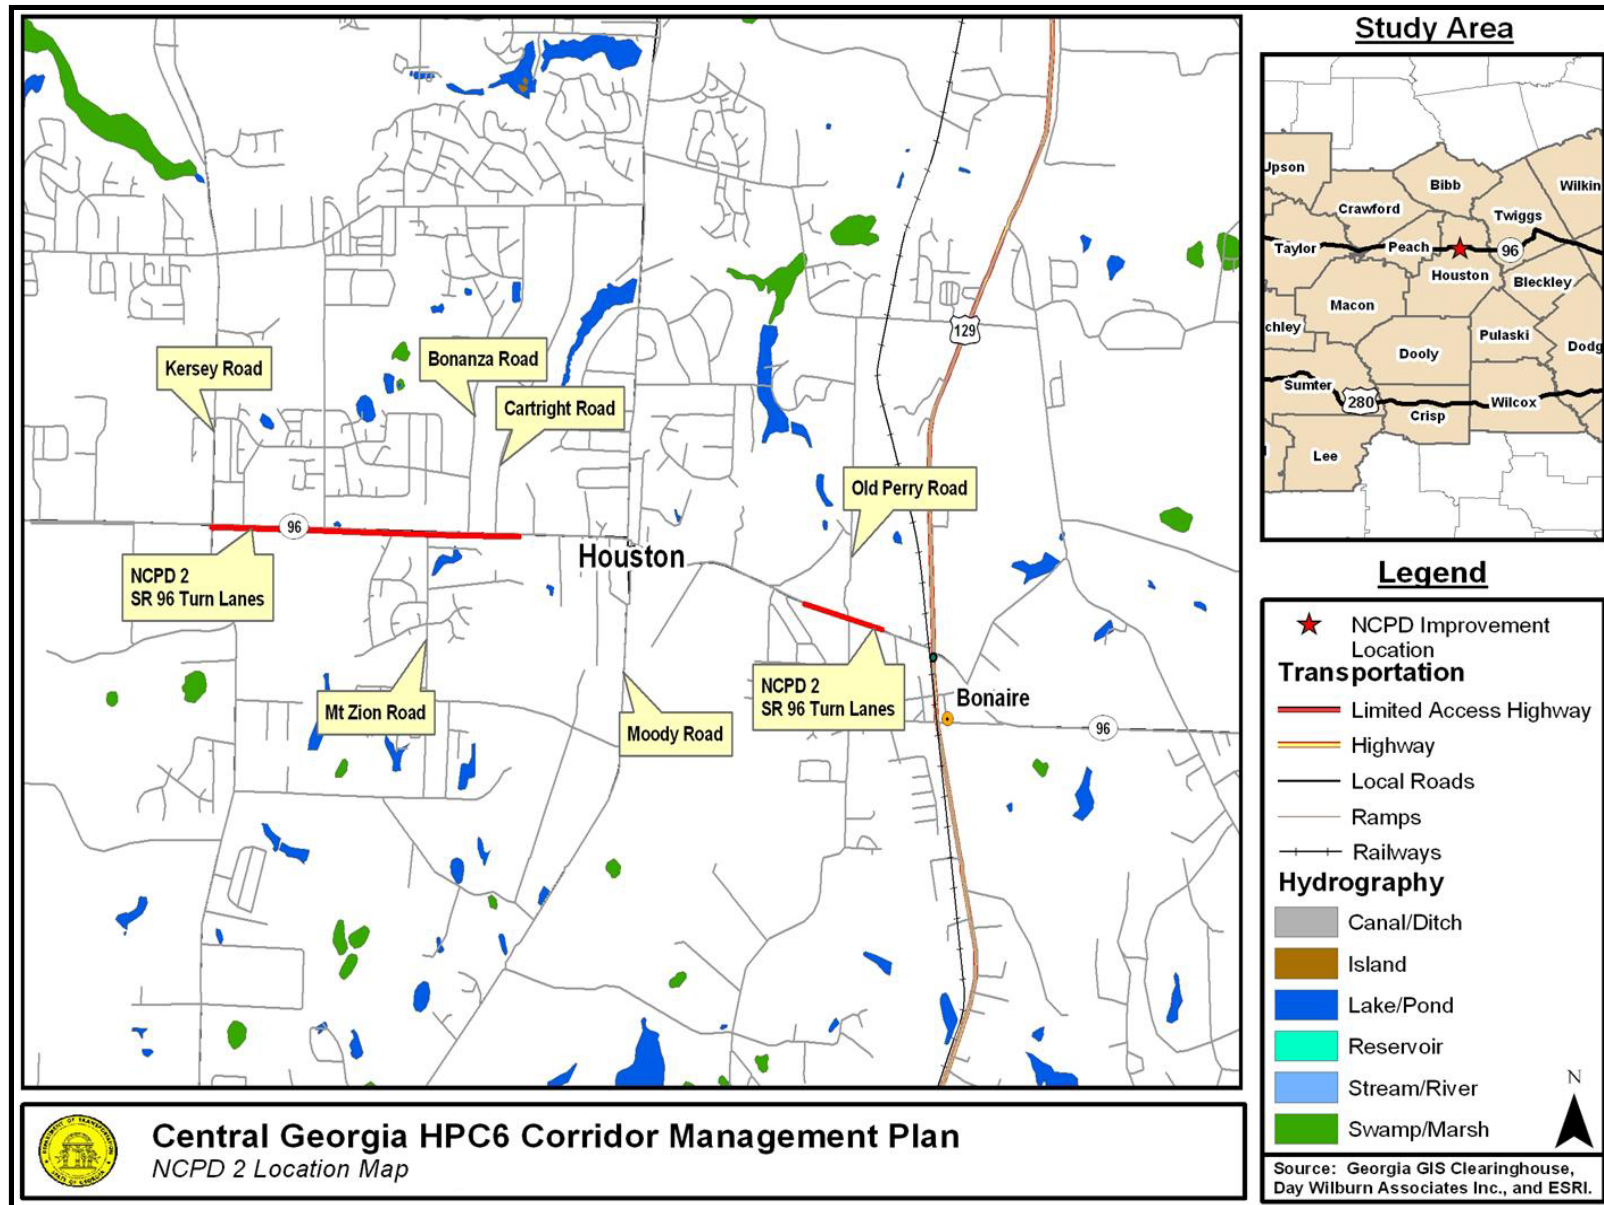 Study Area
Upson
Bibb
Wilkin
Crawford
Twiggs
Taylor
Peach
96
Houston
Bleckley
Macon
chley
Pulaski
Dooly
Dodg
Sumter
280
Wilcox
Crisp
Lee
129
Kersey Road
Bonanza Road
Cartright Road
Old Perry Road
96
Houston
NCPD 2
SR 96 Turn Lanes
NCPD 2
SR 96 Turn Lanes
Bonaire
Mt Zion Road
Moody Road
96
Legend
NCPD Improvement
Location
Transportation
Limited Access Highway
Highway
Local Roads
Ramps
Railways
Hydrography
Canal/Ditch
Island
Lake/Pond
Reservoir
Stream/River
Swamp/Marsh
N
Source: Georgia GIS Clearinghouse,
Day Wilburn Associates Inc., and ESRI.
Central Georgia HPC6 Corridor Management Plan
NCPD 2 Location Map